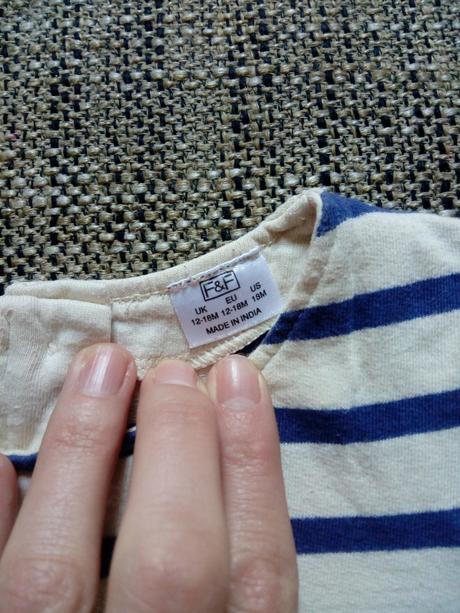 F&F
UK EU US
12-18M 12-18M 18M
MADE IN INDIA